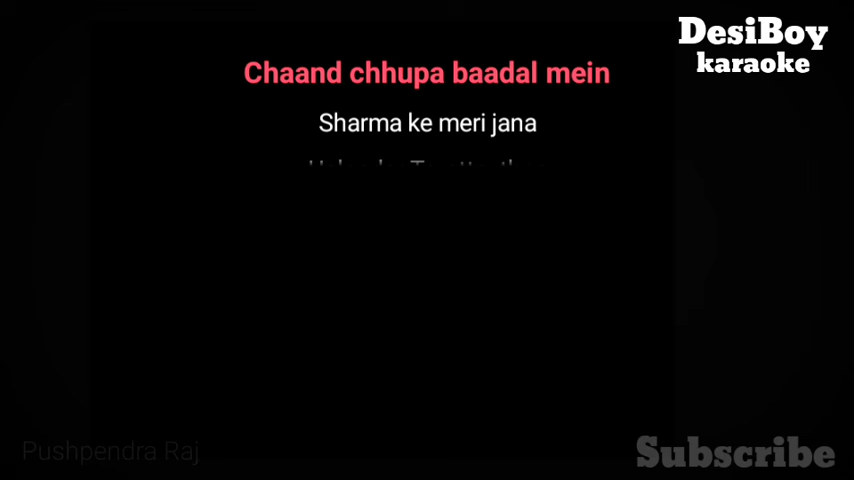 DesiBoy
karaoke
Chaand chhupa baadal mein
Sharma ke meri jana
Pushpendra Raj
Subscribe